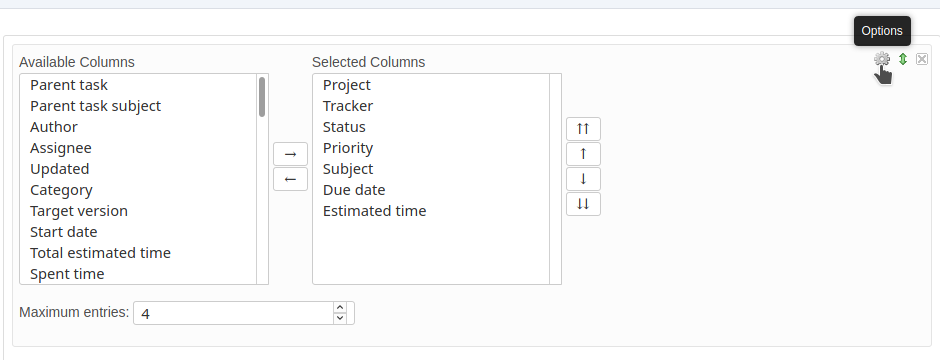 Options
Available Columns
Selected Columns
Parent task
Parent task subject
Author
Assignee
Updated
Category
Target version
Start date
Total estimated time
Spent time
→
←
Project
Tracker
Status
Priority
Subject
Due date
Estimated time
↑↑
↑
↓
↓↓
Maximum entries: 4